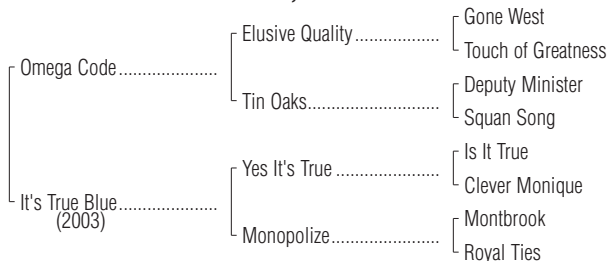 Gone West
Elusive Quality..................
Touch of Greatness
Omega Code.....................
Deputy Minister
Tin Oaks............................
Squan Song
Is It True
Yes It's True ......................
Clever Monique
It's True Blue.....................
(2003)
Montbrook
Monopolize.......................
Royal Ties